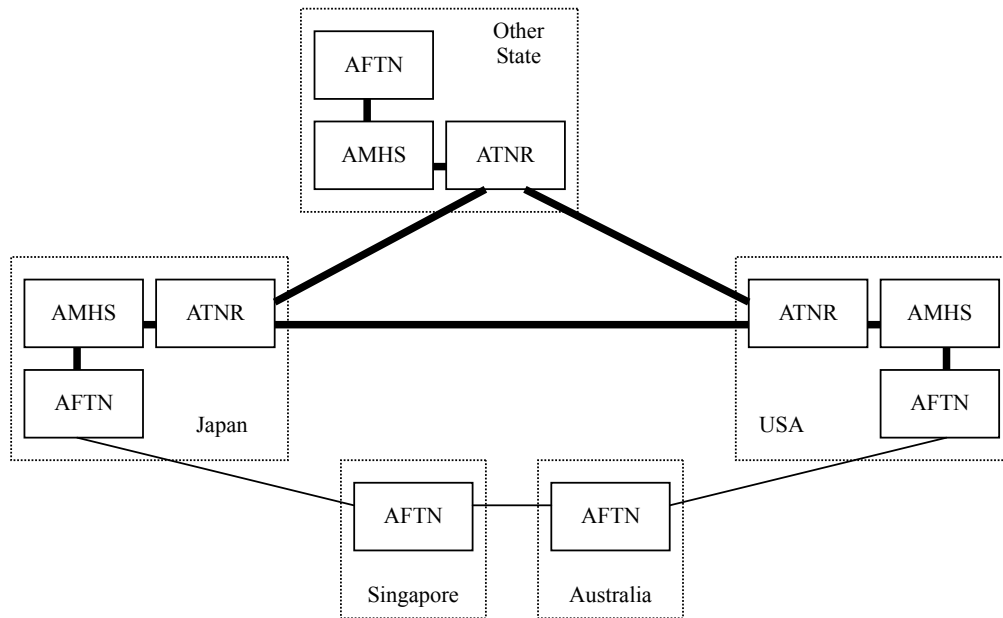 Other
State
AFTN
AMHS
ATNR
AMHS
ATNR
ATNR
AMHS
AFTN
Japan
USA
AFTN
AFTN
AFTN
Singapore
Australia